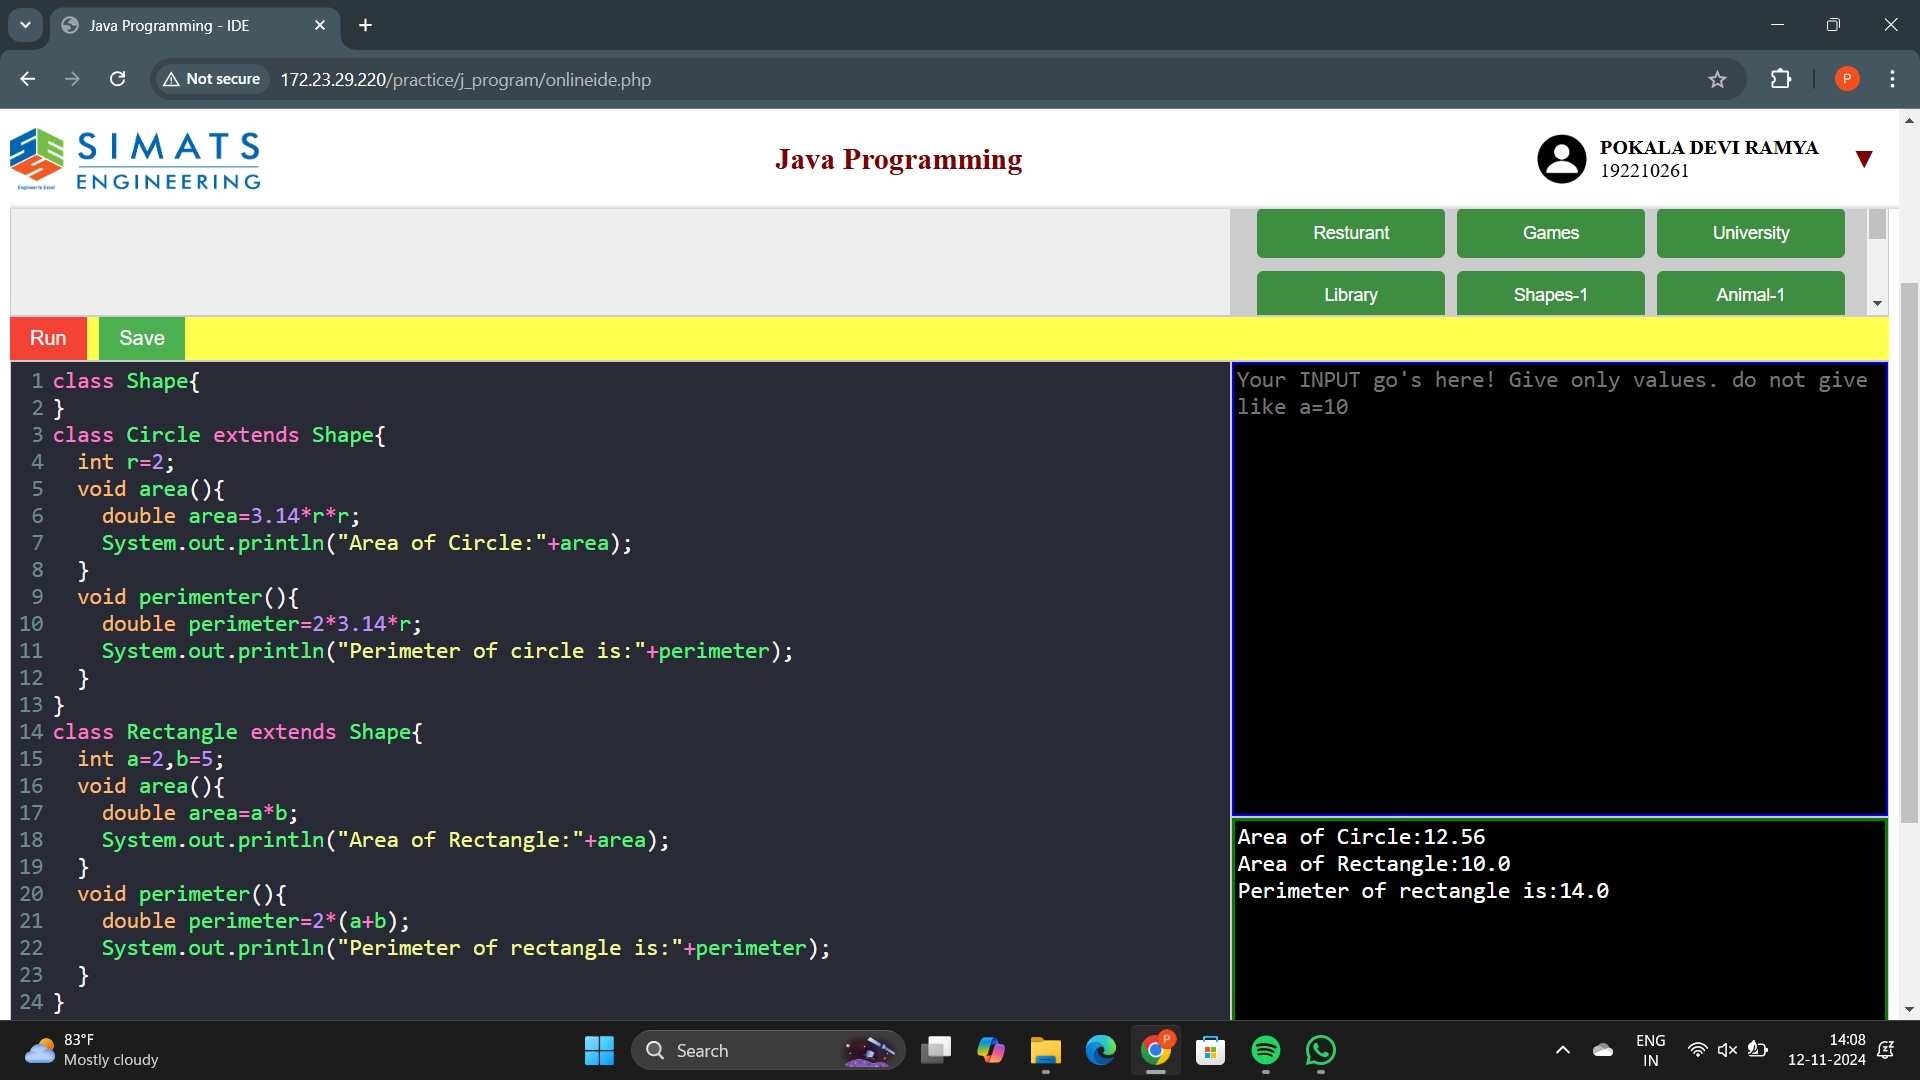 Java Programming - IDE
Not secure
172.23.29.220/practice/j_program/onlineide.php
P
SIMATS
ENGINEERING
Engineer to Excel
Java Programming
POKALA DEVI RAMYA
192210261
Resturant
Games
University
Library
Shapes-1
Animal-1
Run
Save
1 class Shape{
2 }
3 class Circle extends Shape{
4   int r=2;
5   void area(){
6     double area=3.14*r*r;
7     System.out.println("Area of Circle:"+area);
8   }
9   void perimenter(){
10     double perimeter=2*3.14*r;
11     System.out.println("Perimeter of circle is:"+perimeter);
12   }
13 }
14 class Rectangle extends Shape{
15   int a=2,b=5;
16   void area(){
17     double area=a*b;
18     System.out.println("Area of Rectangle:"+area);
19   }
20   void perimeter(){
21     double perimeter=2*(a+b);
22     System.out.println("Perimeter of rectangle is:"+perimeter);
23   }
24 }
Your INPUT go's here! Give only values. do not give
like a=10
Area of Circle:12.56
Area of Rectangle:10.0
Perimeter of rectangle is:14.0
83°F
Mostly cloudy
Search
P
ENG
IN
14:08
12-11-2024